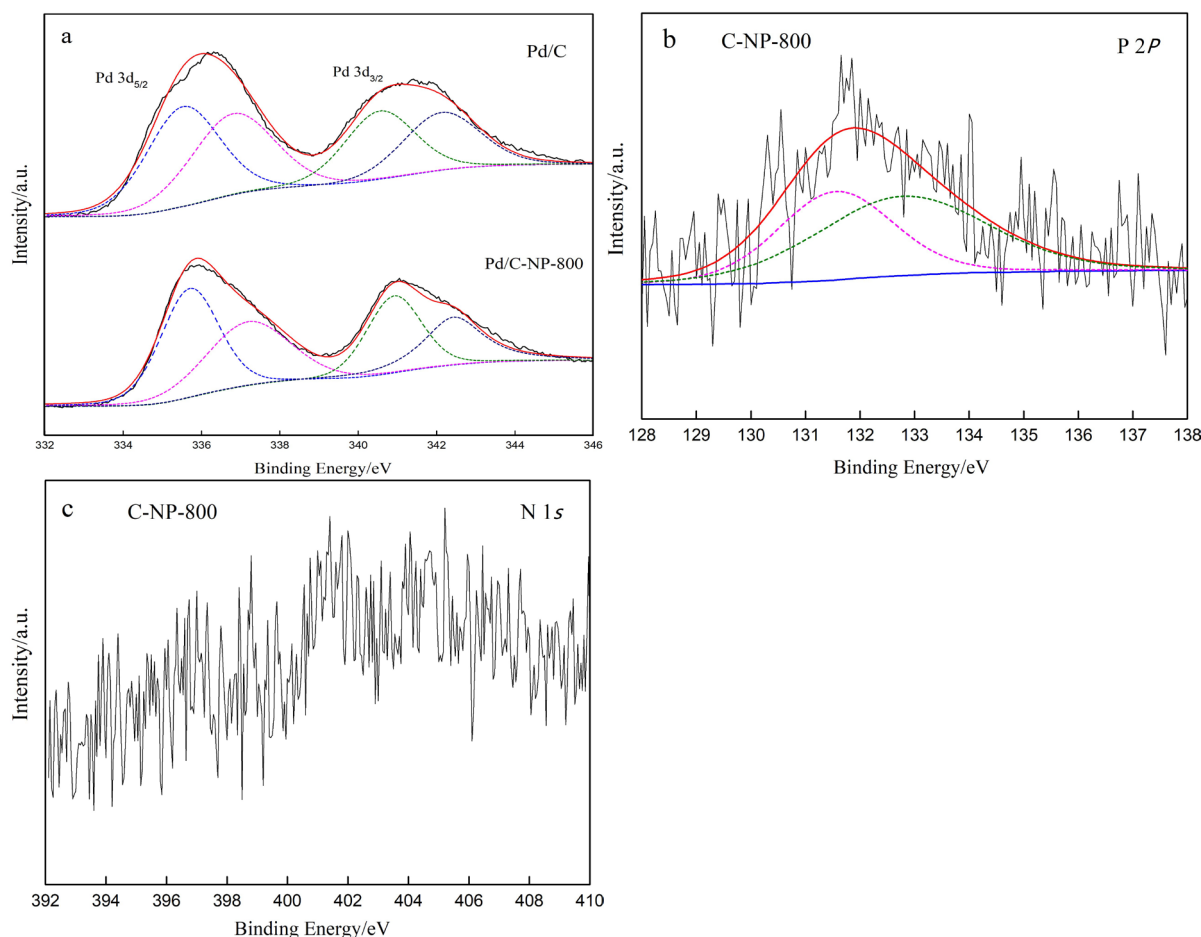 a
Pd/C
Pd 3d5/2
Pd 3d3/2
Pd/C-NP-800
Intensity/a.u.
332 334 336 338 340 342 344 346
Binding Energy/eV
b
C-NP-800
P 2P
Intensity/a.u.
128 129 130 131 132 133 134 135 136 137 138
Binding Energy/eV
c
C-NP-800
N 1s
Intensity/a.u.
392 394 396 398 400 402 404 406 408 410
Binding Energy/eV